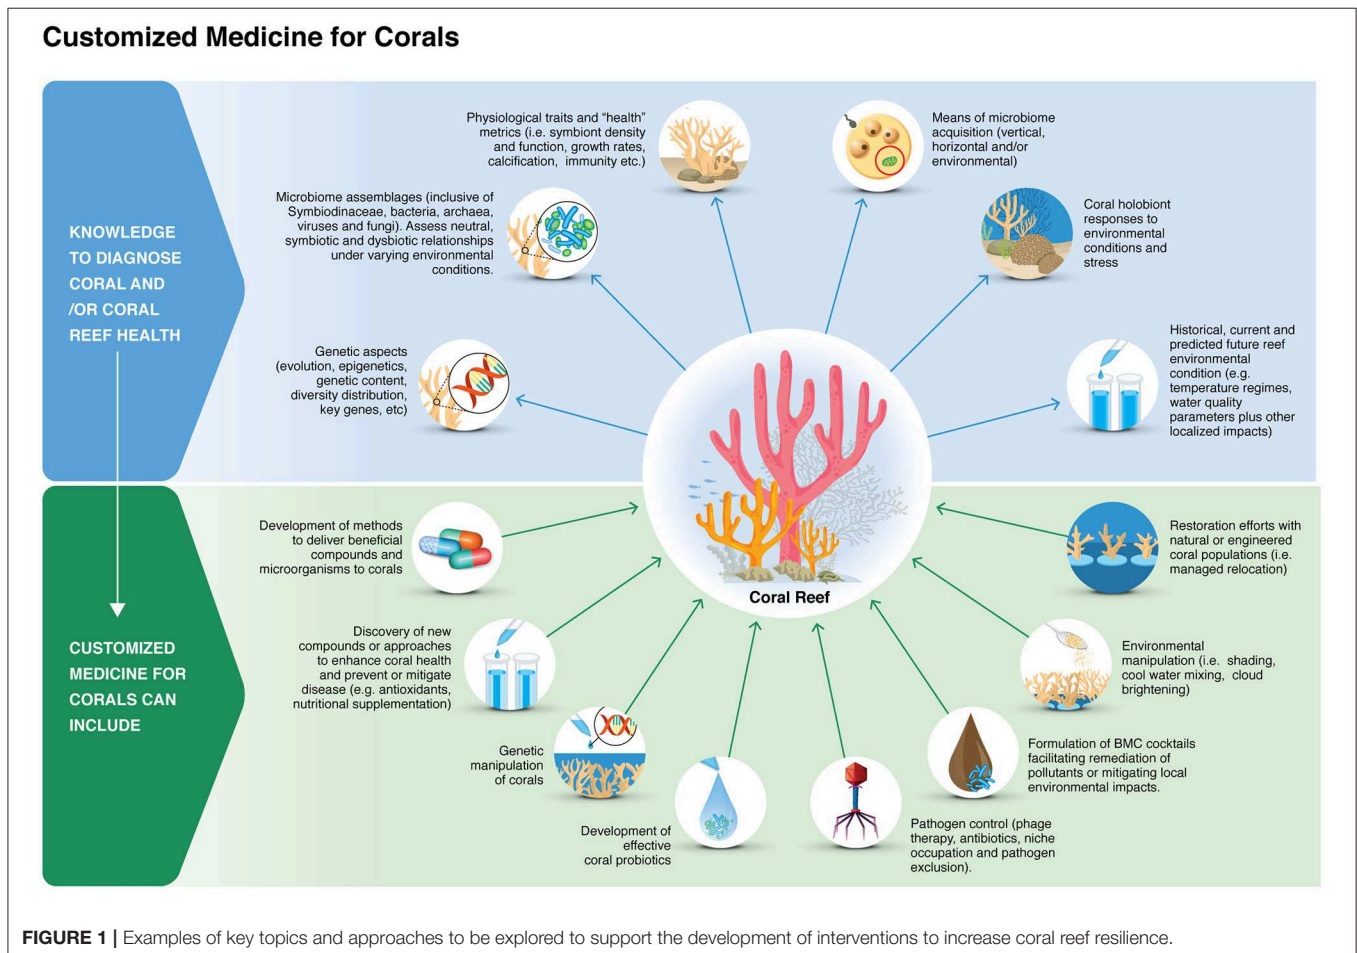 Customized Medicine for Corals
KNOWLEDGE
TO DIAGNOSE
CORAL AND
/OR CORAL
REEF HEALTH
Physiological traits and “health”
metrics (i.e. symbiont density
and function, growth rates,
calcification, immunity etc.)
Means of microbiome
acquisition (vertical,
horizontal and/or
environmental)
Microbiome assemblages (inclusive of
Symbiodinaceae, bacteria, archaea,
viruses and fungi). Assess neutral,
symbiotic and dysbiotic relationships
under varying environmental
conditions.
Coral holobiont
responses to
environmental
conditions and
stress
Genetic aspects
(evolution, epigenetics,
genetic content,
diversity distribution,
key genes, etc)
Historical, current and
predicted future reef
environmental
condition (e.g.
temperature regimes,
water quality
parameters plus other
localized impacts)
Coral Reef
CUSTOMIZED
MEDICINE FOR
CORALS CAN
INCLUDE
Development of methods
to deliver beneficial
compounds and
microorganisms to corals
Restoration efforts with
natural or engineered
coral populations (i.e.
managed relocation)
Discovery of new
compounds or approaches
to enhance coral health
and prevent or mitigate
disease (e.g. antioxidants,
nutritional supplementation)
Environmental
manipulation (i.e. shading,
cool water mixing, cloud
brightening)
Genetic
manipulation
of corals
Formulation of BMC cocktails
facilitating remediation of
pollutants or mitigating local
environmental impacts.
Development of
effective
coral probiotics
Pathogen control (phage
therapy, antibiotics, niche
occupation and pathogen
exclusion).
FIGURE 1 | Examples of key topics and approaches to be explored to support the development of interventions to increase coral reef resilience.